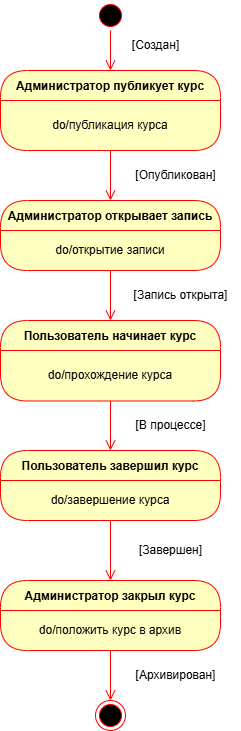 [Создан]
Администратор публикует курс
do/публикация курса
[Опубликован]
Администратор открывает запись
do/открытие записи
[Запись открыта]
Пользователь начинает курс
do/прохождение курса
[В процессе]
Пользователь завершил курс
do/завершение курса
[Завершен]
Администратор закрыл курс
do/положить курс в архив
[Архивирован]